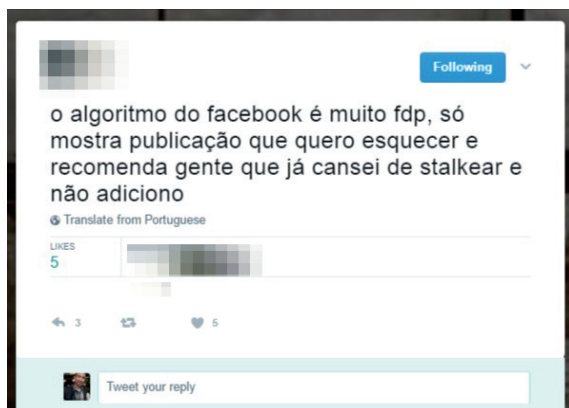 Following
o algoritmo do facebook é muito fdp, só
mostra publicação que quero esquecer e
recomenda gente que já cansei de stalkear e
não adiciono
Translate from Portuguese
LIKES
5
3
5
Tweet your reply